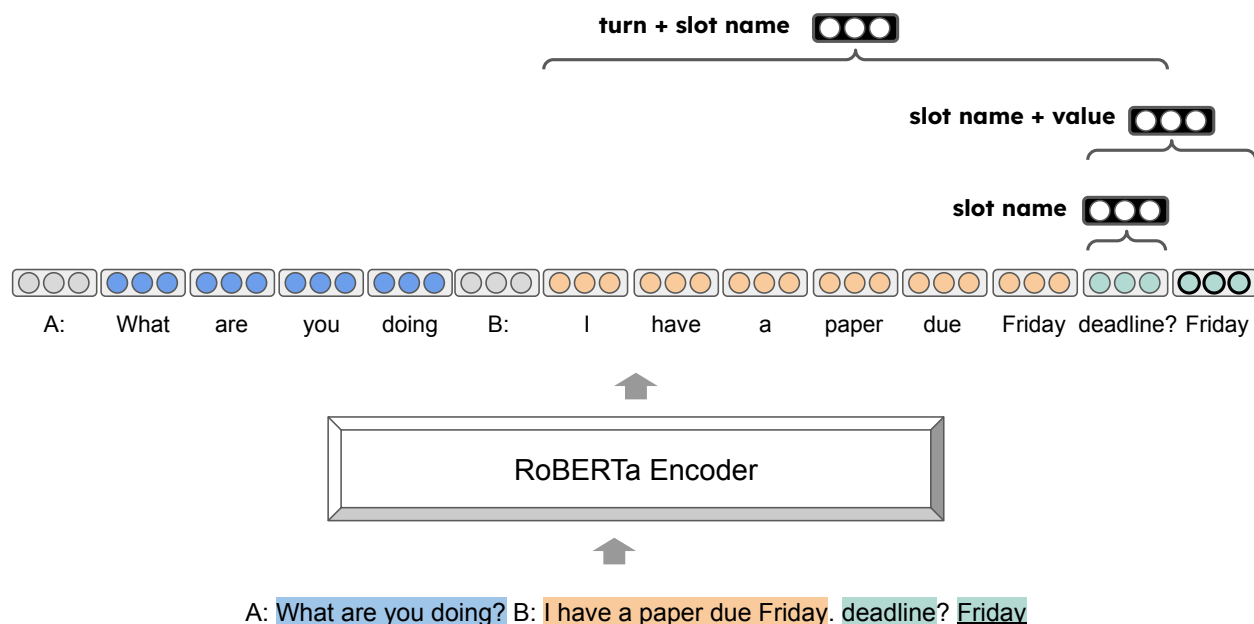 turn + slot name
slot name + value
slot name
A: What are you doing B: I have a paper due Friday deadline? Friday
RoBERTa Encoder
A: What are you doing? B: I have a paper due Friday. deadline? Friday